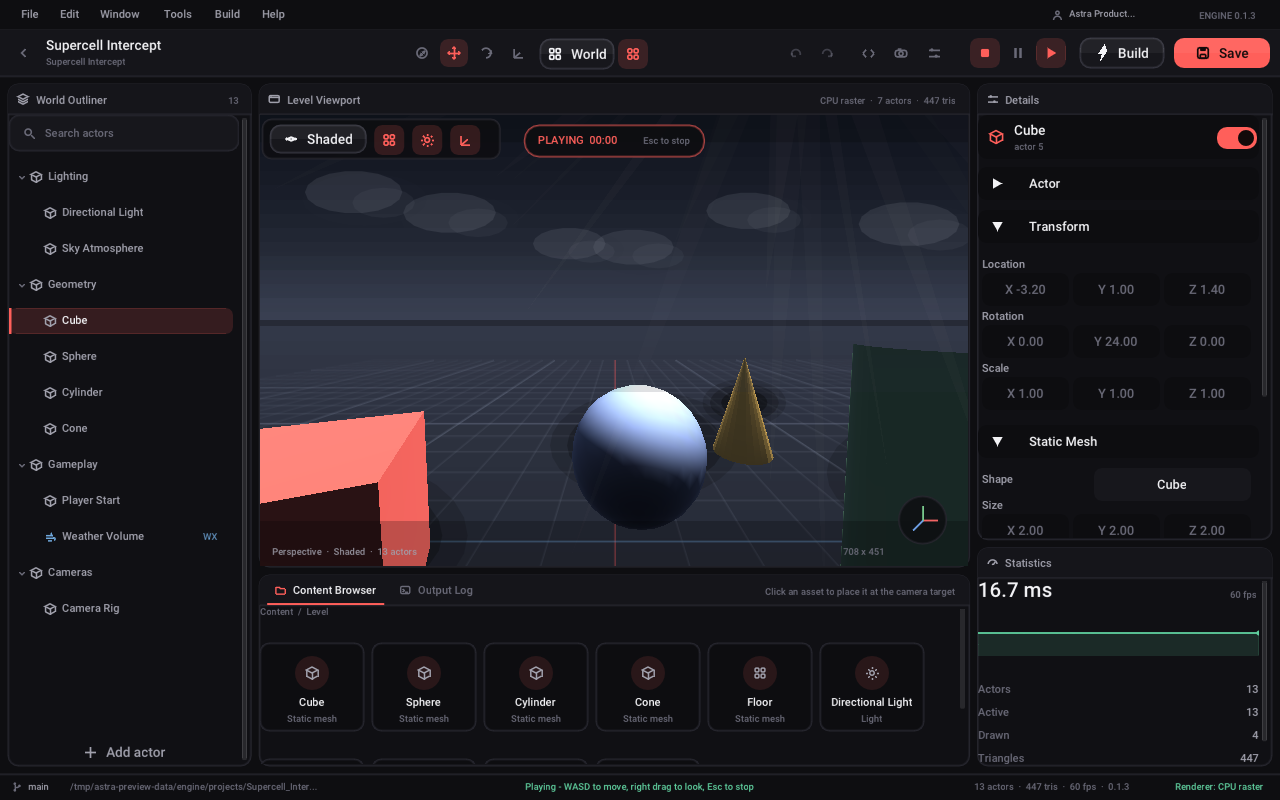 File Edit Window Tools Build Help
Astra Product...
ENGINE 0.1.3
Supercell Intercept
Supercell Intercept
World
Build
Save
World Outliner 13
Search actors
Lighting
Directional Light
Sky Atmosphere
Geometry
Cube
Sphere
Cylinder
Cone
Gameplay
Player Start
Weather Volume WX
Cameras
Camera Rig
Add actor
Level Viewport
CPU raster · 7 actors · 447 tris
Shaded
PLAYING 00:00 Esc to stop
Perspective · Shaded · 13 actors
708 x 451
Content Browser
Output Log
Click an asset to place it at the camera target
Content / Level
Cube
Static mesh
Sphere
Static mesh
Cylinder
Static mesh
Cone
Static mesh
Floor
Static mesh
Directional Light
Light
Details
Cube
actor 5
Actor
Transform
Location
X -3.20 Y 1.00 Z 1.40
Rotation
X 0.00 Y 24.00 Z 0.00
Scale
X 1.00 Y 1.00 Z 1.00
Static Mesh
Shape Cube
Size
X 2.00 Y 2.00 Z 2.00
Statistics
16.7 ms 60 fps
Actors 13
Active 13
Drawn 4
Triangles 447
main
/tmp/astra-preview-data/engine/projects/Supercell_Inter...
Playing - WASD to move, right drag to look, Esc to stop
13 actors · 447 tris · 60 fps · 0.1.3
Renderer: CPU raster